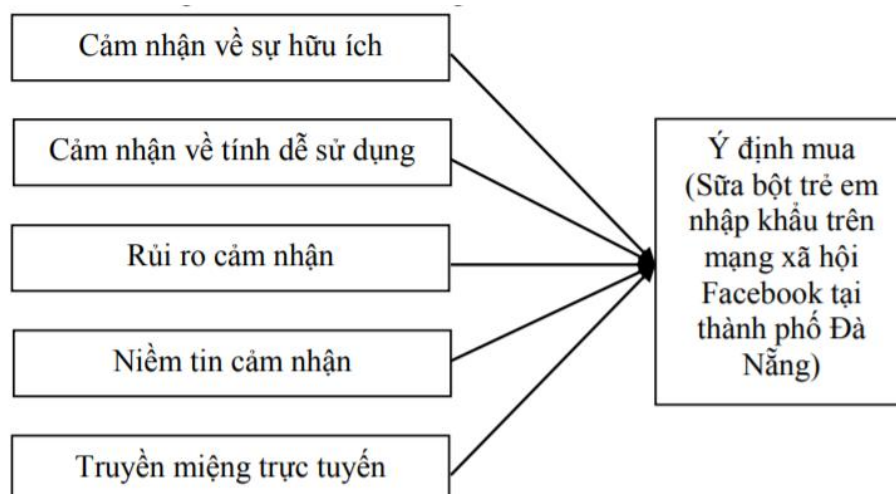 Cảm nhận về sự hữu ích
Cảm nhận về tính dễ sử dụng
Rủi ro cảm nhận
Niềm tin cảm nhận
Truyền miệng trực tuyến
Ý định mua
(Sữa bột trẻ em
nhập khẩu trên
mạng xã hội
Facebook tại
thành phố Đà
Nẵng)